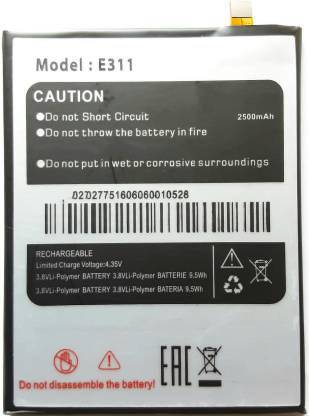 Model : E311
CAUTION
●Do not Short Circuit 2500mAh
●Do not throw the battery in fire
●Do not put in wet or corrosive surroundings
02027751606060010528
RECHARGEABLE
Limited Charge Voltage:4.35V
3.8VLi-Polymer BATTERY 3.8VLi-Polymer BATTERIE 9.5Wh
3.8VLi-Polymer BATTERY 3.8VLi-Polymer BATERIA 9.5Wh
EAC
Do not disassemble the battery!